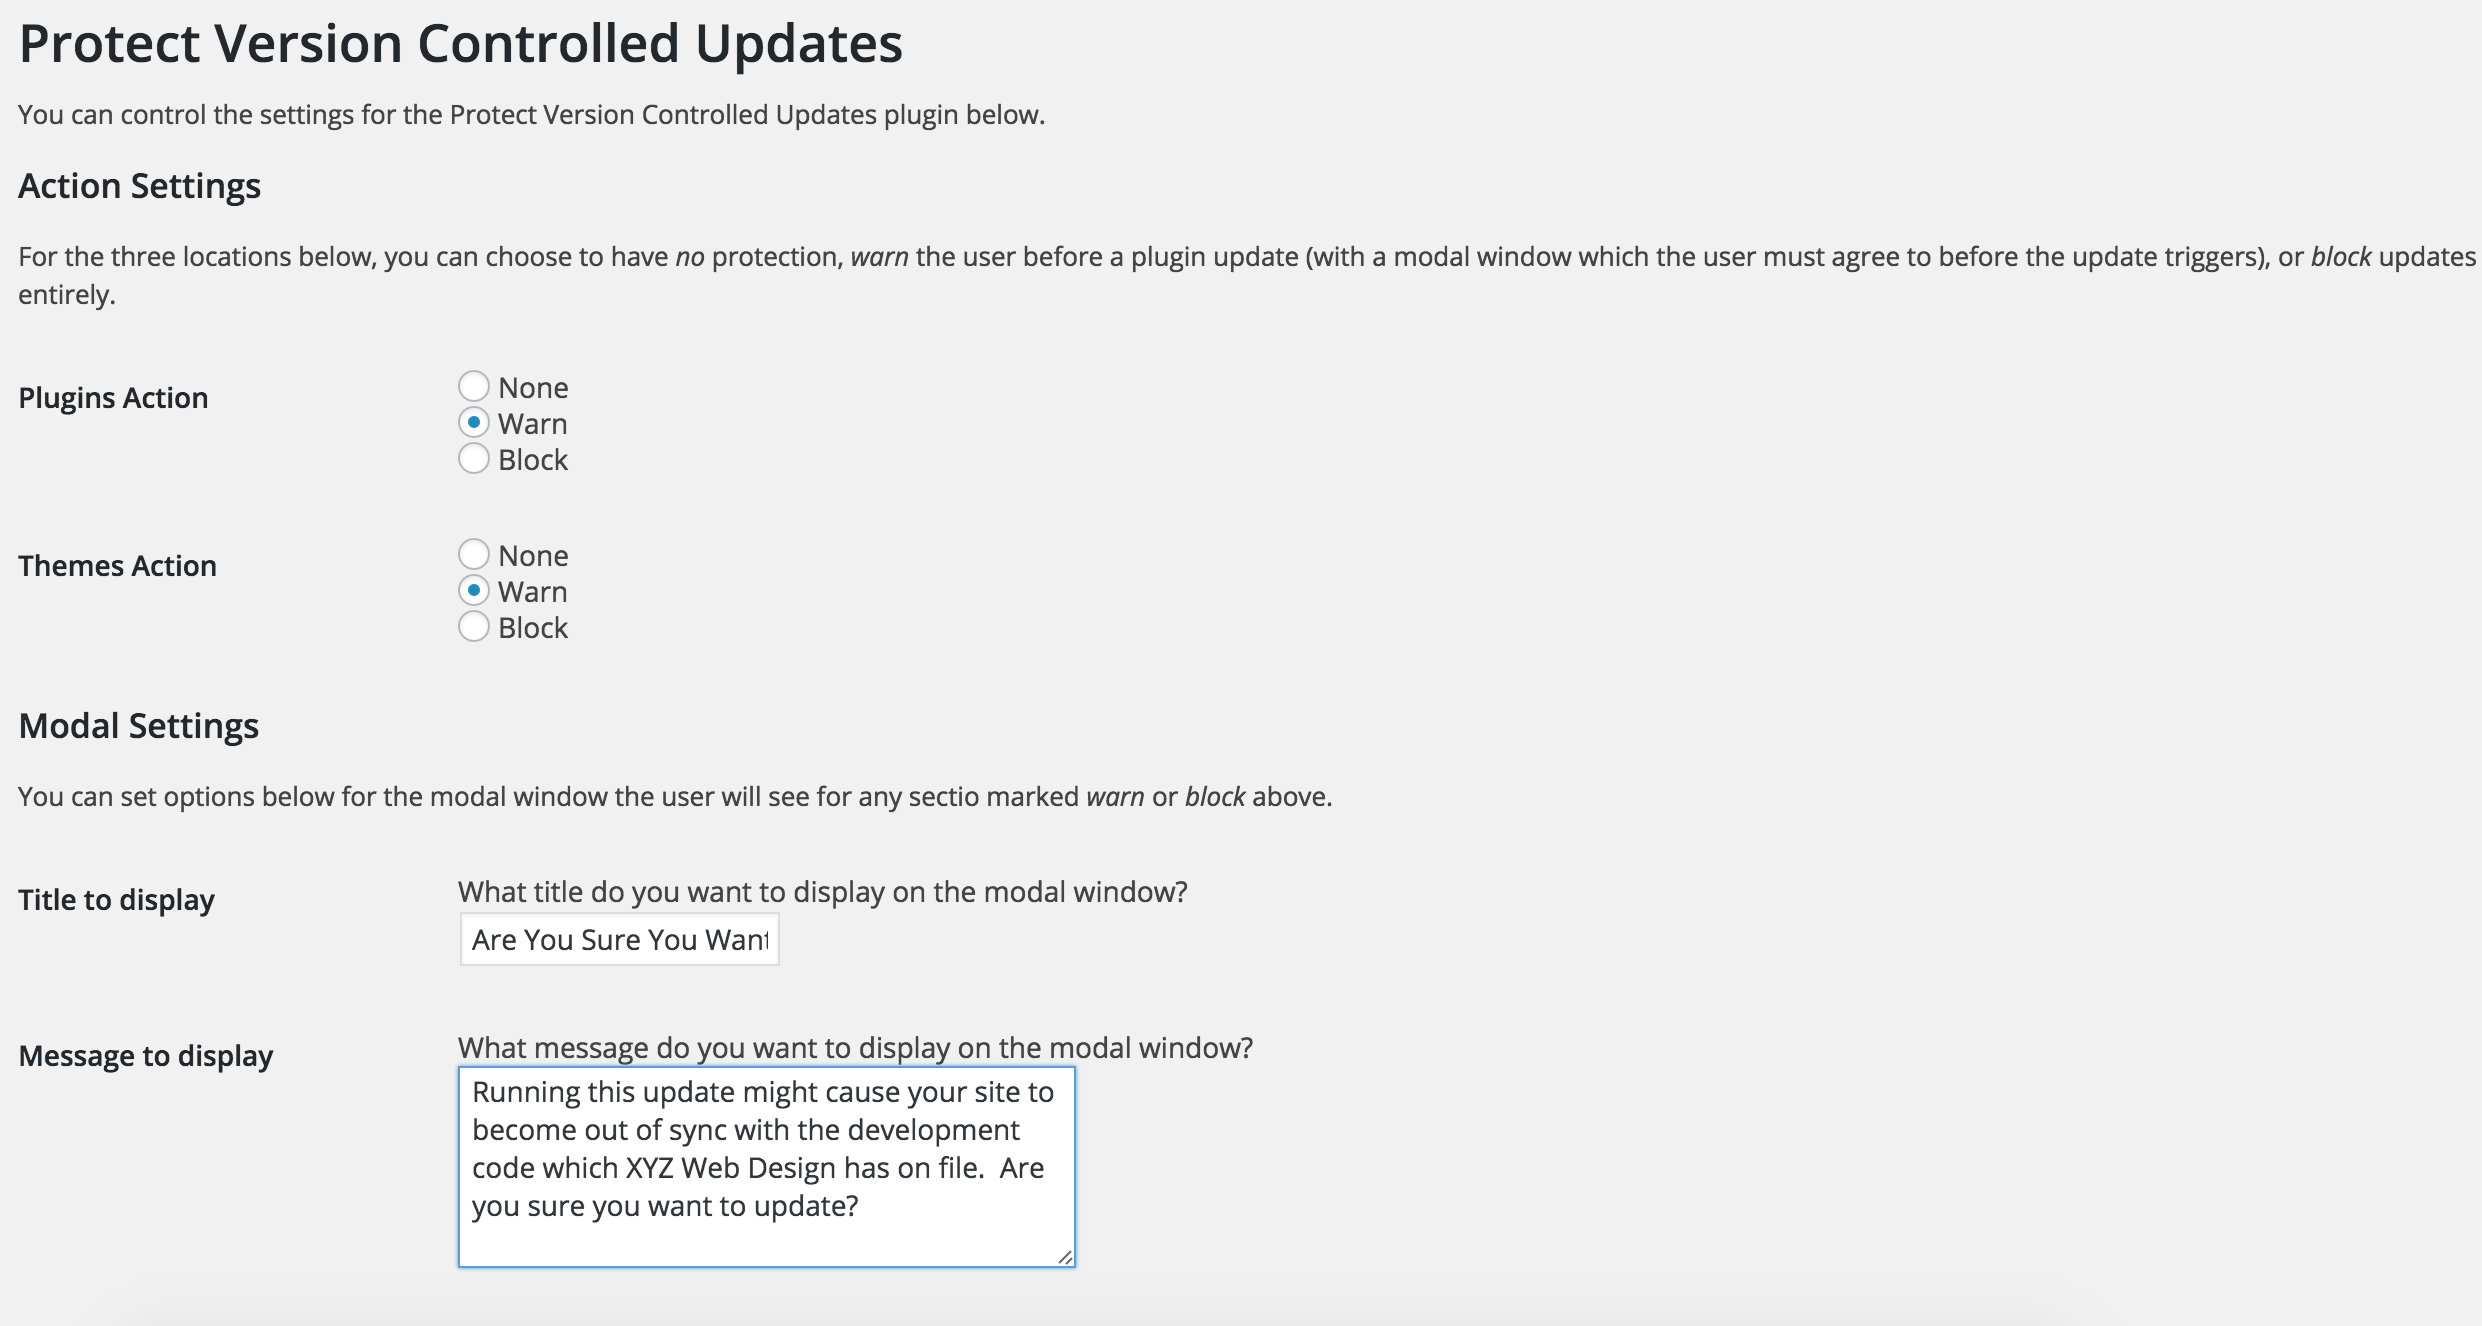 Protect Version Controlled Updates
You can control the settings for the Protect Version Controlled Updates plugin below.
Action Settings
For the three locations below, you can choose to have no protection, warn the user before a plugin update (with a modal window which the user must agree to before the update triggers), or block updates
entirely.
Plugins Action
None
Warn
Block
Themes Action
None
Warn
Block
Modal Settings
You can set options below for the modal window the user will see for any sectio marked warn or block above.
Title to display
What title do you want to display on the modal window?
Are You Sure You Want
Message to display
What message do you want to display on the modal window?
Running this update might cause your site to
become out of sync with the development
code which XYZ Web Design has on file.  Are
you sure you want to update?